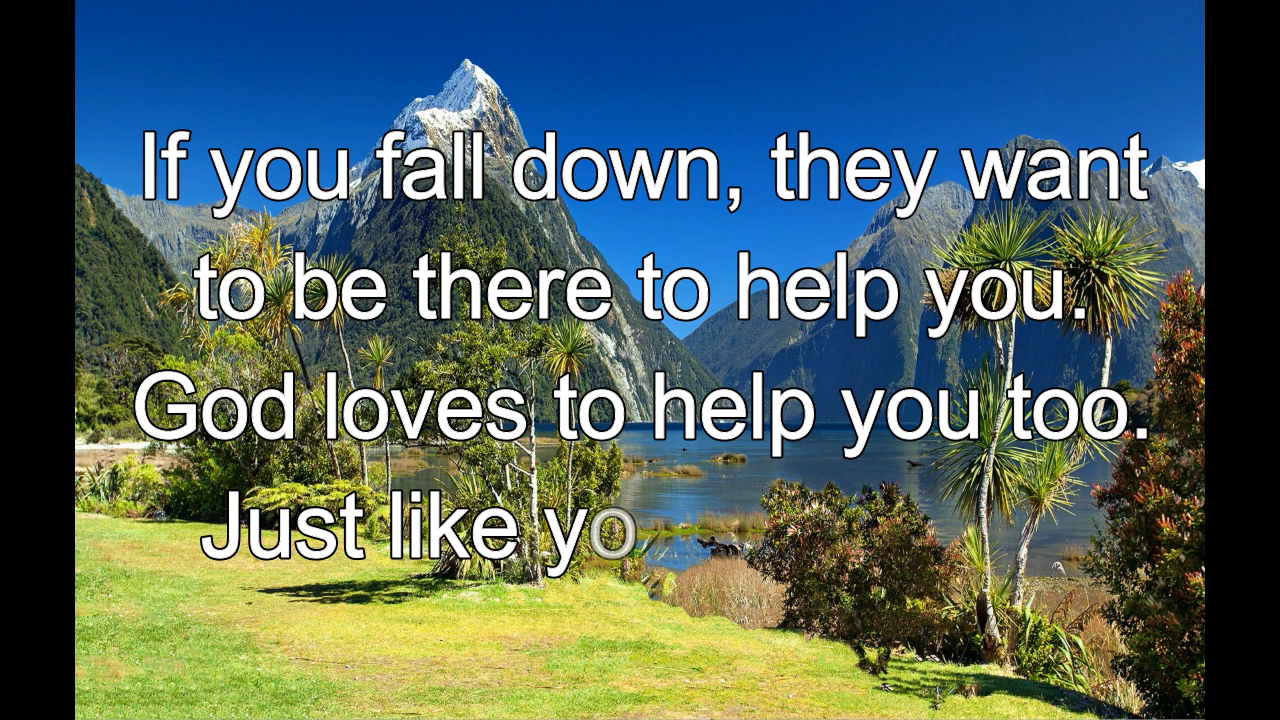 If you fall down, they want
to be there to help you.
God loves to help you too.
Just like yo